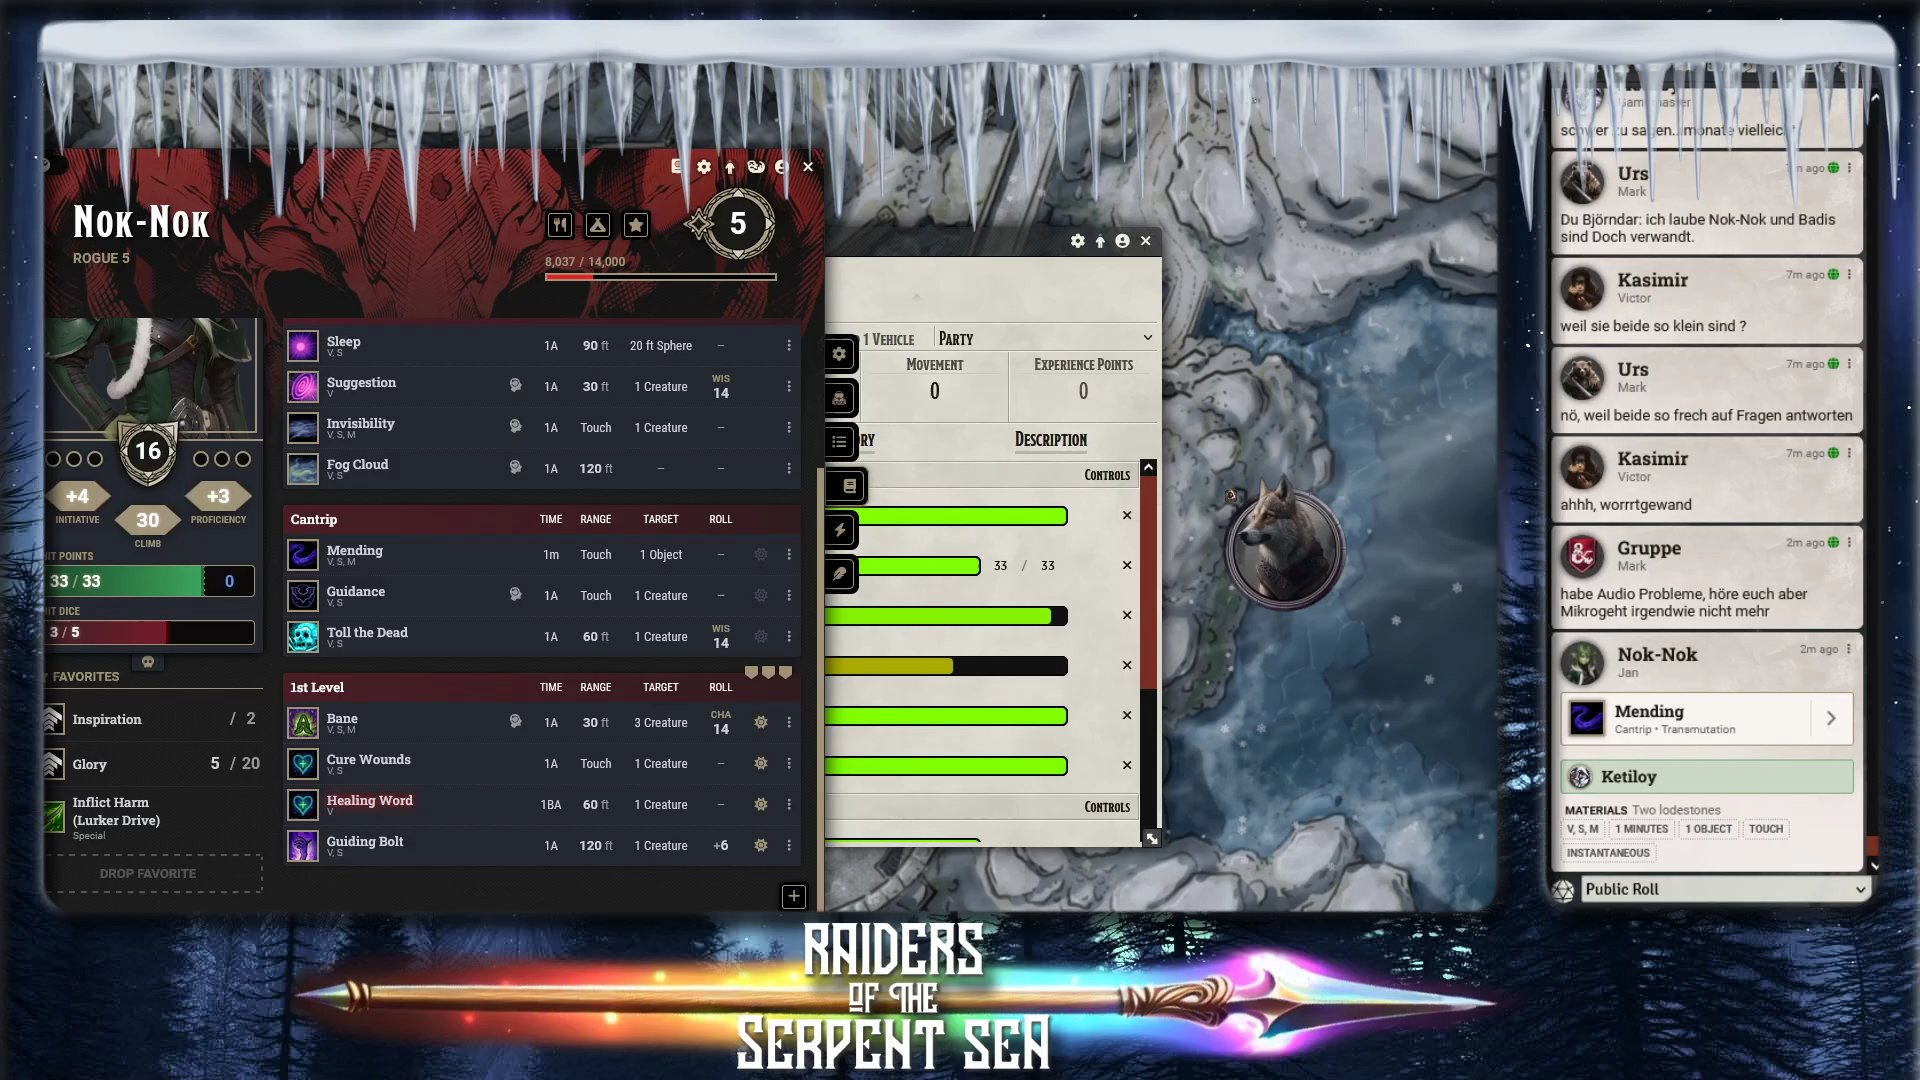 Nok-Nok
ROGUE 5
5
8,037 / 14,000
16
+4
INITIATIVE
+3
PROFICIENCY
30
CLIMB
HIT POINTS
33 / 33
0
HIT DICE
3 / 5
FAVORITES
Inspiration / 2
Glory 5 / 20
Inflict Harm
(Lurker Drive)
Special
DROP FAVORITE
Sleep 1A 90 ft 20 ft Sphere –
V, S
Suggestion 1A 30 ft 1 Creature WIS 14
V
Invisibility 1A Touch 1 Creature –
V, S, M
Fog Cloud 1A 120 ft – –
V, S
Cantrip TIME RANGE TARGET ROLL
Mending 1m Touch 1 Object –
V, S, M
Guidance 1A Touch 1 Creature –
V, S
Toll the Dead 1A 60 ft 1 Creature WIS 14
V, S
1st Level TIME RANGE TARGET ROLL
Bane 1A 30 ft 3 Creature CHA 14
V, S, M
Cure Wounds 1A Touch 1 Creature –
V, S
Healing Word 1BA 60 ft 1 Creature –
V
Guiding Bolt 1A 120 ft 1 Creature +6
V, S
1 Vehicle Party
Movement Experience Points
0 0
Description
Controls
33 / 33
Controls
schwer zu sagen...monate vielleicht
Urs
Mark
Du Björndar: ich laube Nok-Nok und Badis
sind Doch verwandt.
Kasimir 7m ago
Victor
weil sie beide so klein sind ?
Urs 7m ago
Mark
nö, weil beide so frech auf Fragen antworten
Kasimir 7m ago
Victor
ahhh, worrrtgewand
Gruppe 2m ago
Mark
habe Audio Probleme, höre euch aber
Mikrogeht irgendwie nicht mehr
Nok-Nok 2m ago
Jan
Mending
Cantrip • Transmutation
Ketiloy
MATERIALS Two lodestones
V, S, M 1 MINUTES 1 OBJECT TOUCH
INSTANTANEOUS
Public Roll
RAIDERS
OF THE
SERPENT SEA